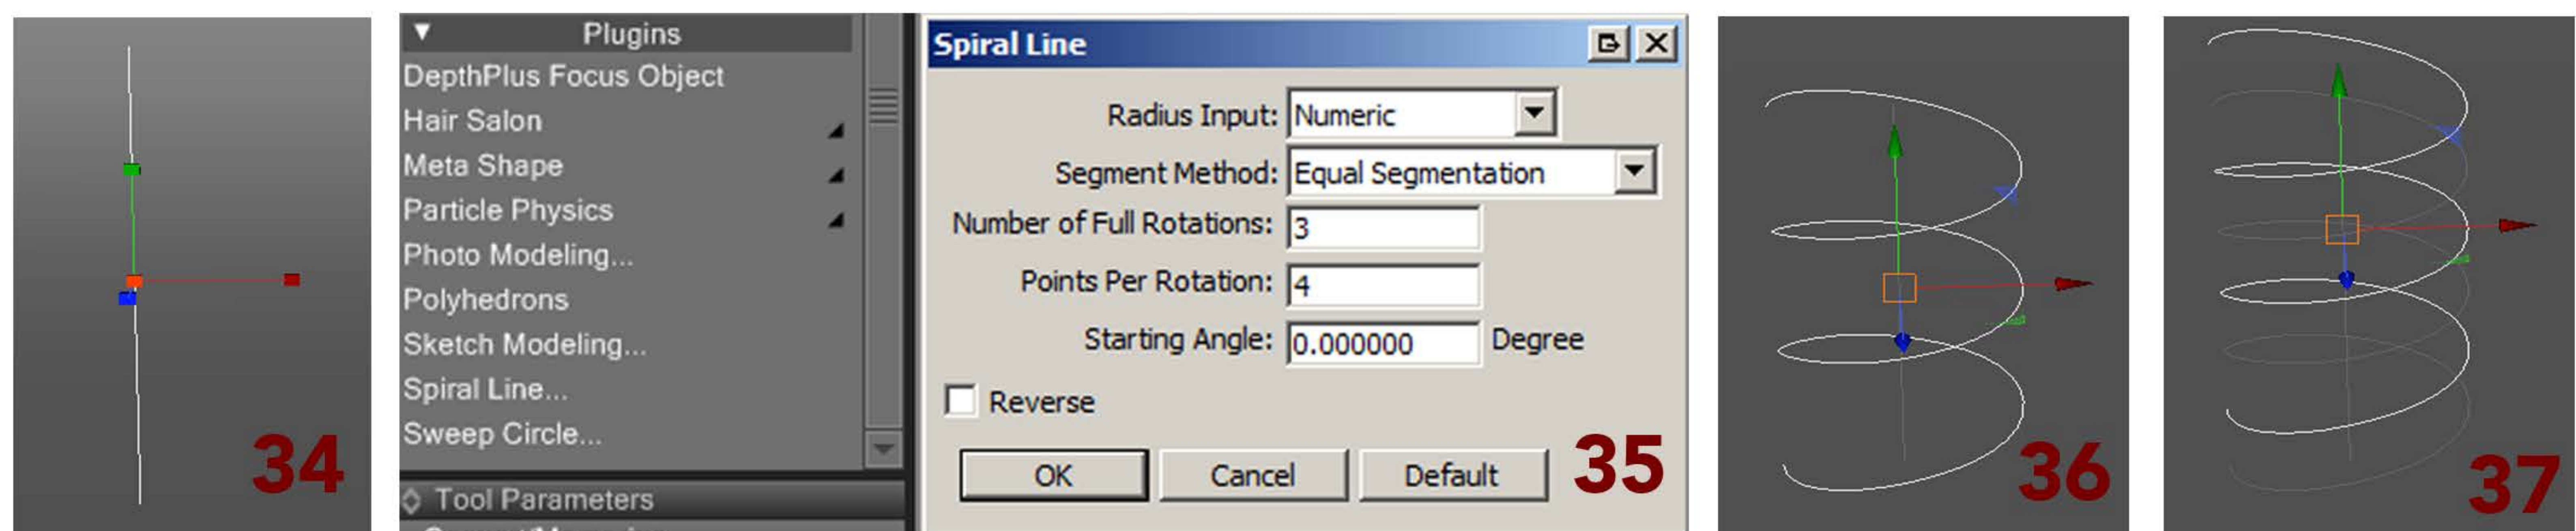 34
Plugins
DepthPlus Focus Object
Hair Salon
Meta Shape
Particle Physics
Photo Modeling...
Polyhedrons
Sketch Modeling...
Spiral Line...
Sweep Circle...
Tool Parameters
Spiral Line
Radius Input: Numeric
Segment Method: Equal Segmentation
Number of Full Rotations: 3
Points Per Rotation: 4
Starting Angle: 0.000000 Degree
Reverse
OK Cancel Default
35
36
37